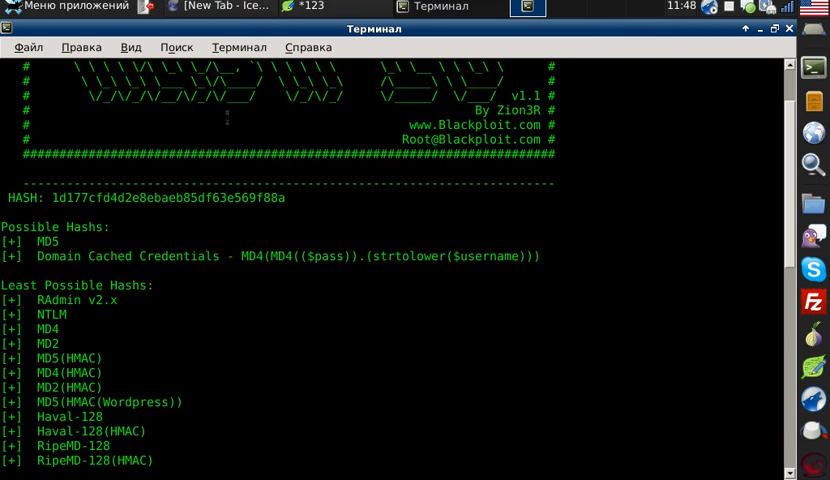 Меню приложений
[New Tab - Ice...
*123
Терминал
11:48
Терминал
Файл Правка Вид Поиск Терминал Справка
# v1.1 #
# By Zion3R #
# www.Blackploit.com #
# Root@Blackploit.com #
#########################################################################
-------------------------------------------------------------------------
HASH: 1d177cfd4d2e8ebaeb85df63e569f88a
Possible Hashs:
[+] MD5
[+] Domain Cached Credentials - MD4(MD4(($pass)).(strtolower($username)))
Least Possible Hashs:
[+] RAdmin v2.x
[+] NTLM
[+] MD4
[+] MD2
[+] MD5(HMAC)
[+] MD4(HMAC)
[+] MD2(HMAC)
[+] MD5(HMAC(Wordpress))
[+] Haval-128
[+] Haval-128(HMAC)
[+] RipeMD-128
[+] RipeMD-128(HMAC)